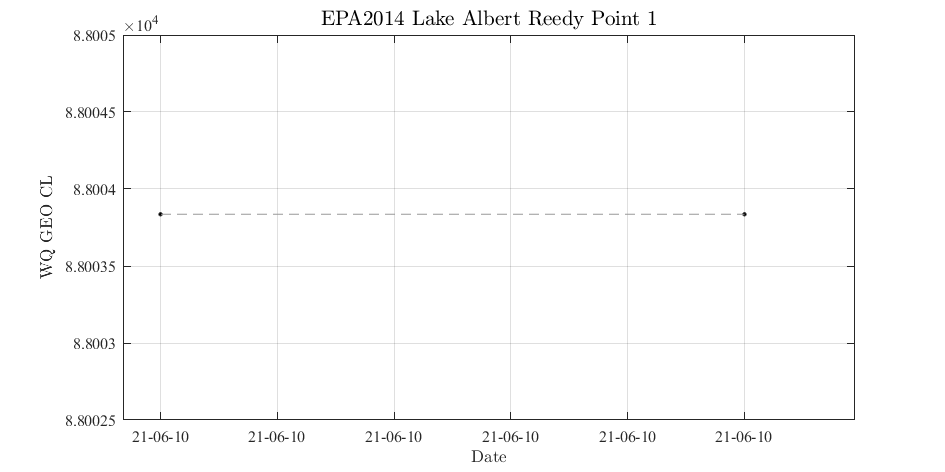 EPA2014 Lake Albert Reedy Point 1
×10⁴
8.8005
8.80045
8.8004
8.80035
8.8003
8.80025
WQ GEO CL
21-06-10 21-06-10 21-06-10 21-06-10 21-06-10 21-06-10
Date